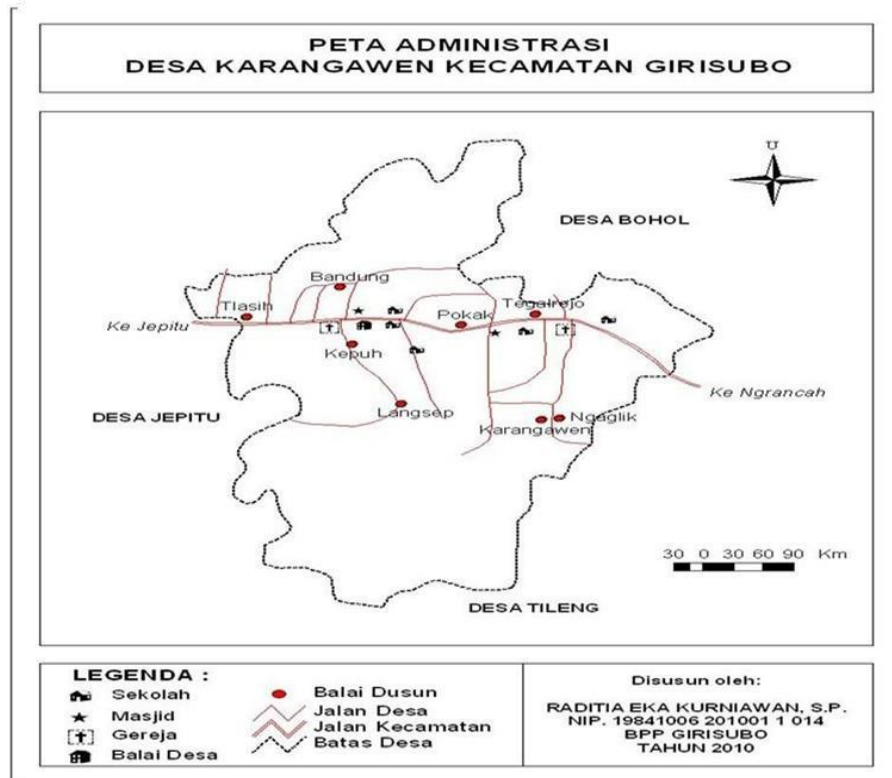 PETA ADMINISTRASI
DESA KARANGAWEN KECAMATAN GIRISUBO
U
DESA BOHOL
Bandung
Tlasih
Tegalrejo
Pokak
Ke Jepitu
Kepuh
Ke Ngrancah
DESA JEPITU
Langsep
Ngaglik
Karangawen
30 0 30 60 90 Km
DESA TILENG
LEGENDA :
Sekolah
Masjid
Gereja
Balai Desa
Balai Dusun
Jalan Desa
Jalan Kecamatan
Batas Desa
Disusun oleh:
RADITIA EKA KURNIAWAN, S.P.
NIP. 19841006 201001 1 014
BPP GIRISUBO
TAHUN 2010